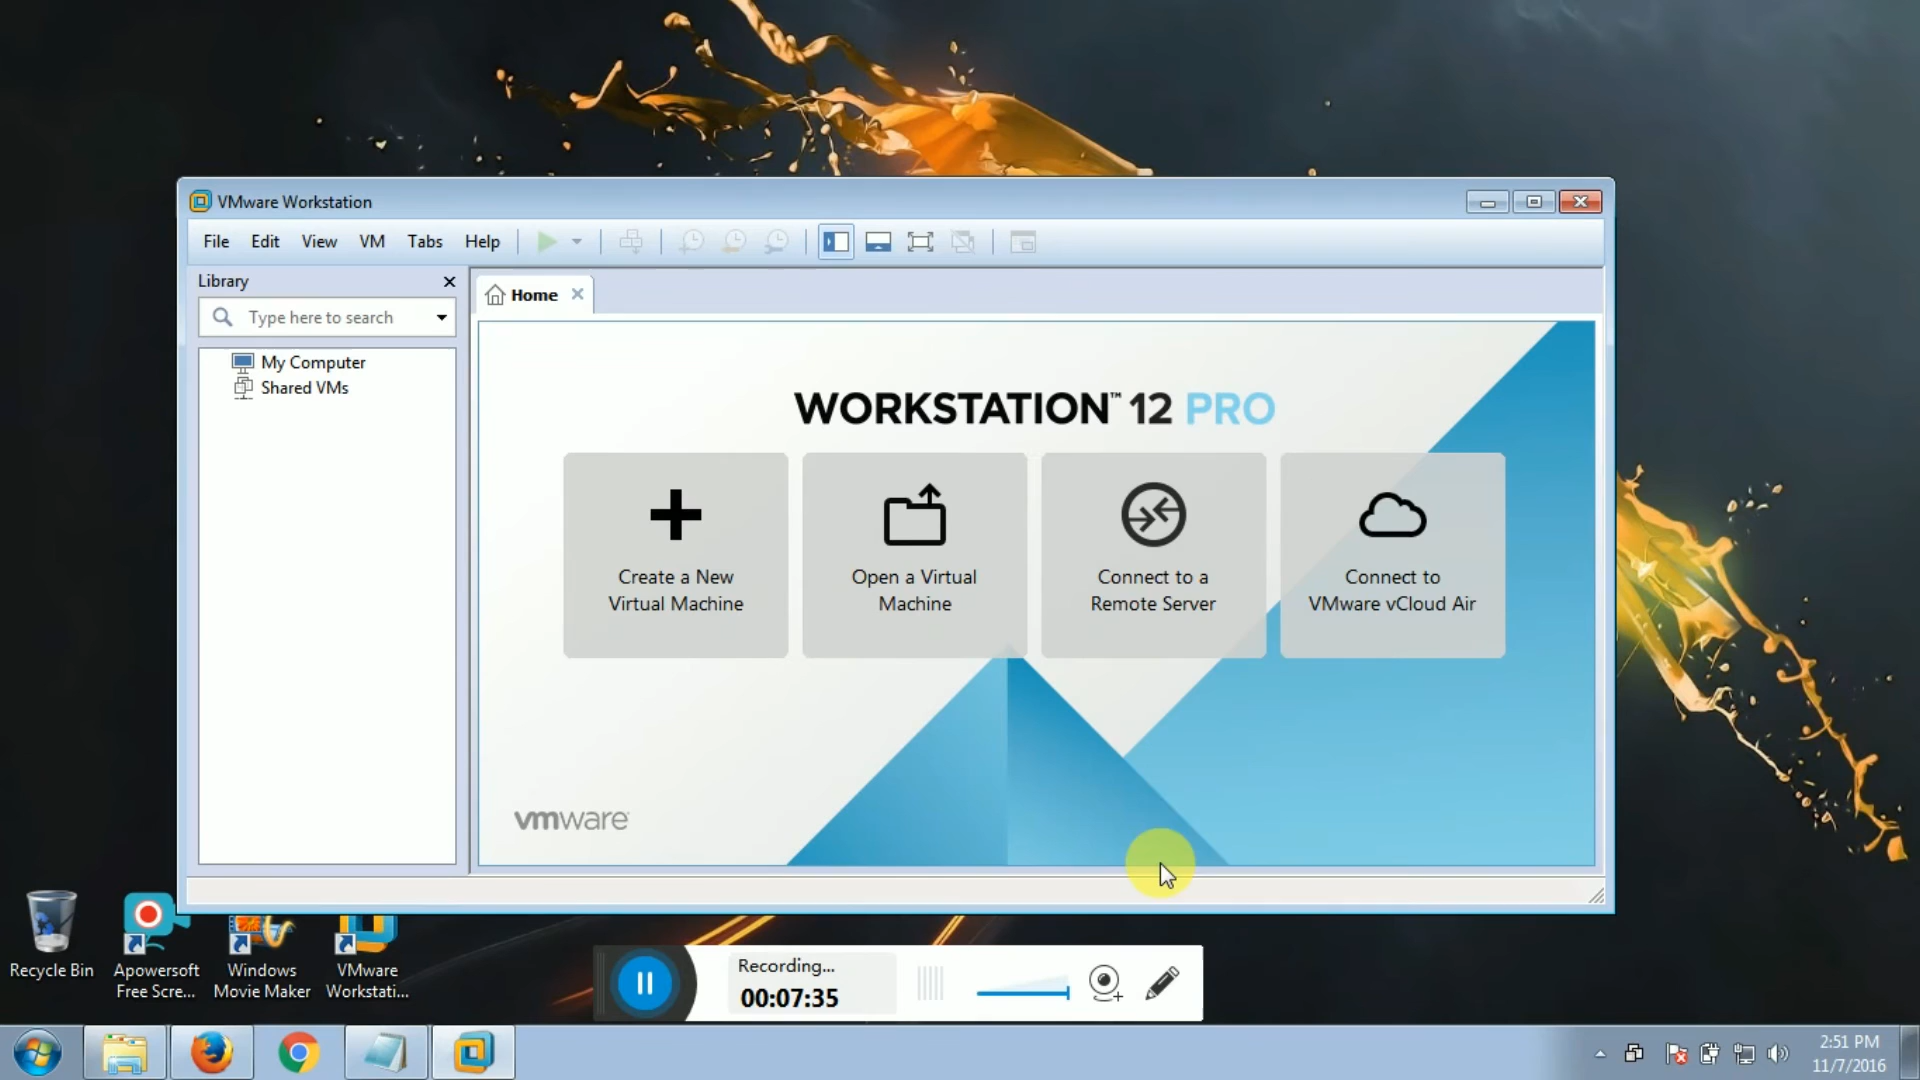 VMware Workstation
File Edit View VM Tabs Help
Library
Type here to search
My Computer
Shared VMs
Home
WORKSTATION™ 12 PRO
Create a New
Virtual Machine
Open a Virtual
Machine
Connect to a
Remote Server
Connect to
VMware vCloud Air
vmware
Recycle Bin
Apowersoft
Free Scre...
Windows
Movie Maker
VMware
Workstati...
Recording...
00:07:35
2:51 PM
11/7/2016